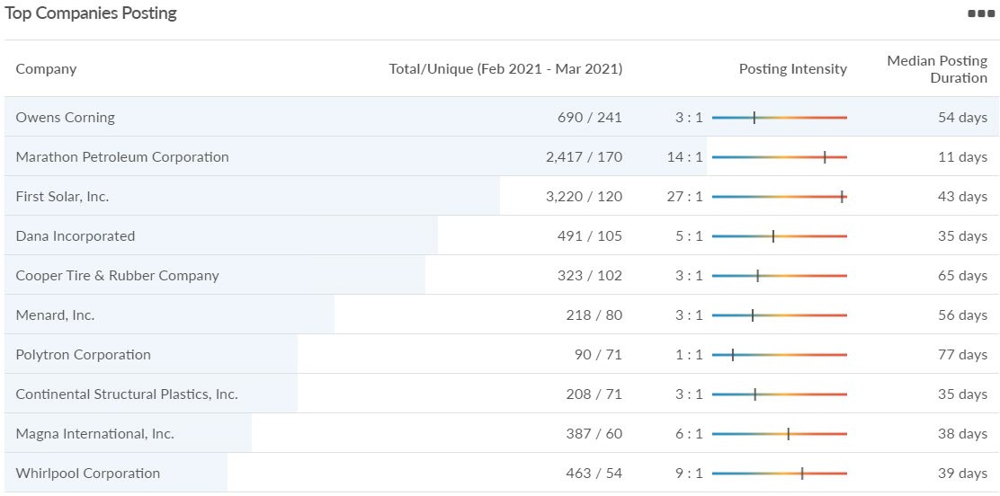 Top Companies Posting
Company Total/Unique (Feb 2021 - Mar 2021) Posting Intensity Median Posting Duration
Owens Corning 690 / 241 3 : 1 54 days
Marathon Petroleum Corporation 2,417 / 170 14 : 1 11 days
First Solar, Inc. 3,220 / 120 27 : 1 43 days
Dana Incorporated 491 / 105 5 : 1 35 days
Cooper Tire & Rubber Company 323 / 102 3 : 1 65 days
Menard, Inc. 218 / 80 3 : 1 56 days
Polytron Corporation 90 / 71 1 : 1 77 days
Continental Structural Plastics, Inc. 208 / 71 3 : 1 35 days
Magna International, Inc. 387 / 60 6 : 1 38 days
Whirlpool Corporation 463 / 54 9 : 1 39 days